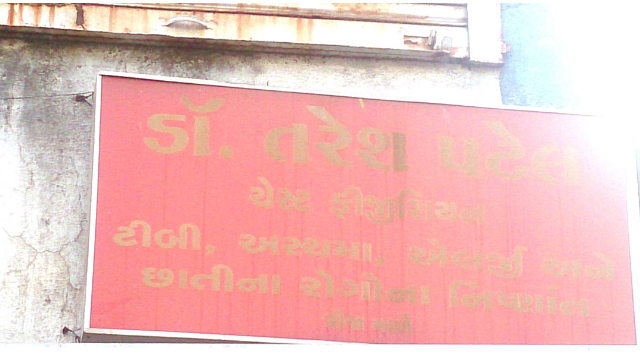 ડૉ. તરેશ પટેલ
ચેસ્ટ ફીજીશિયન
ટીબી, અસ્થમા, એલર્જી અને
છાતીના રોગોના નિષ્ણાંત